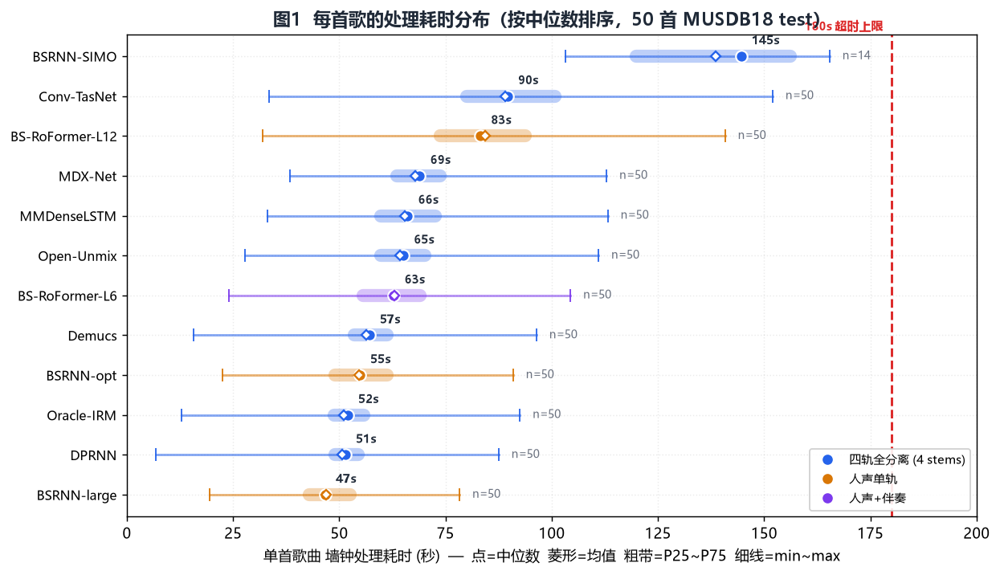 图1 每首歌的处理耗时分布（按中位数排序，50 首 MUSDB18 test）
180s 超时上限
BSRNN-SIMO 145s n=14
Conv-TasNet 90s n=50
BS-RoFormer-L12 83s n=50
MDX-Net 69s n=50
MMDenseLSTM 66s n=50
Open-Unmix 65s n=50
BS-RoFormer-L6 63s n=50
Demucs 57s n=50
BSRNN-opt 55s n=50
Oracle-IRM 52s n=50
DPRNN 51s n=50
BSRNN-large 47s n=50
四轨全分离 (4 stems)
人声单轨
人声+伴奏
0 25 50 75 100 125 150 175 200
单首歌曲 墙钟处理耗时 (秒) — 点=中位数 菱形=均值 粗带=P25~P75 细线=min~max